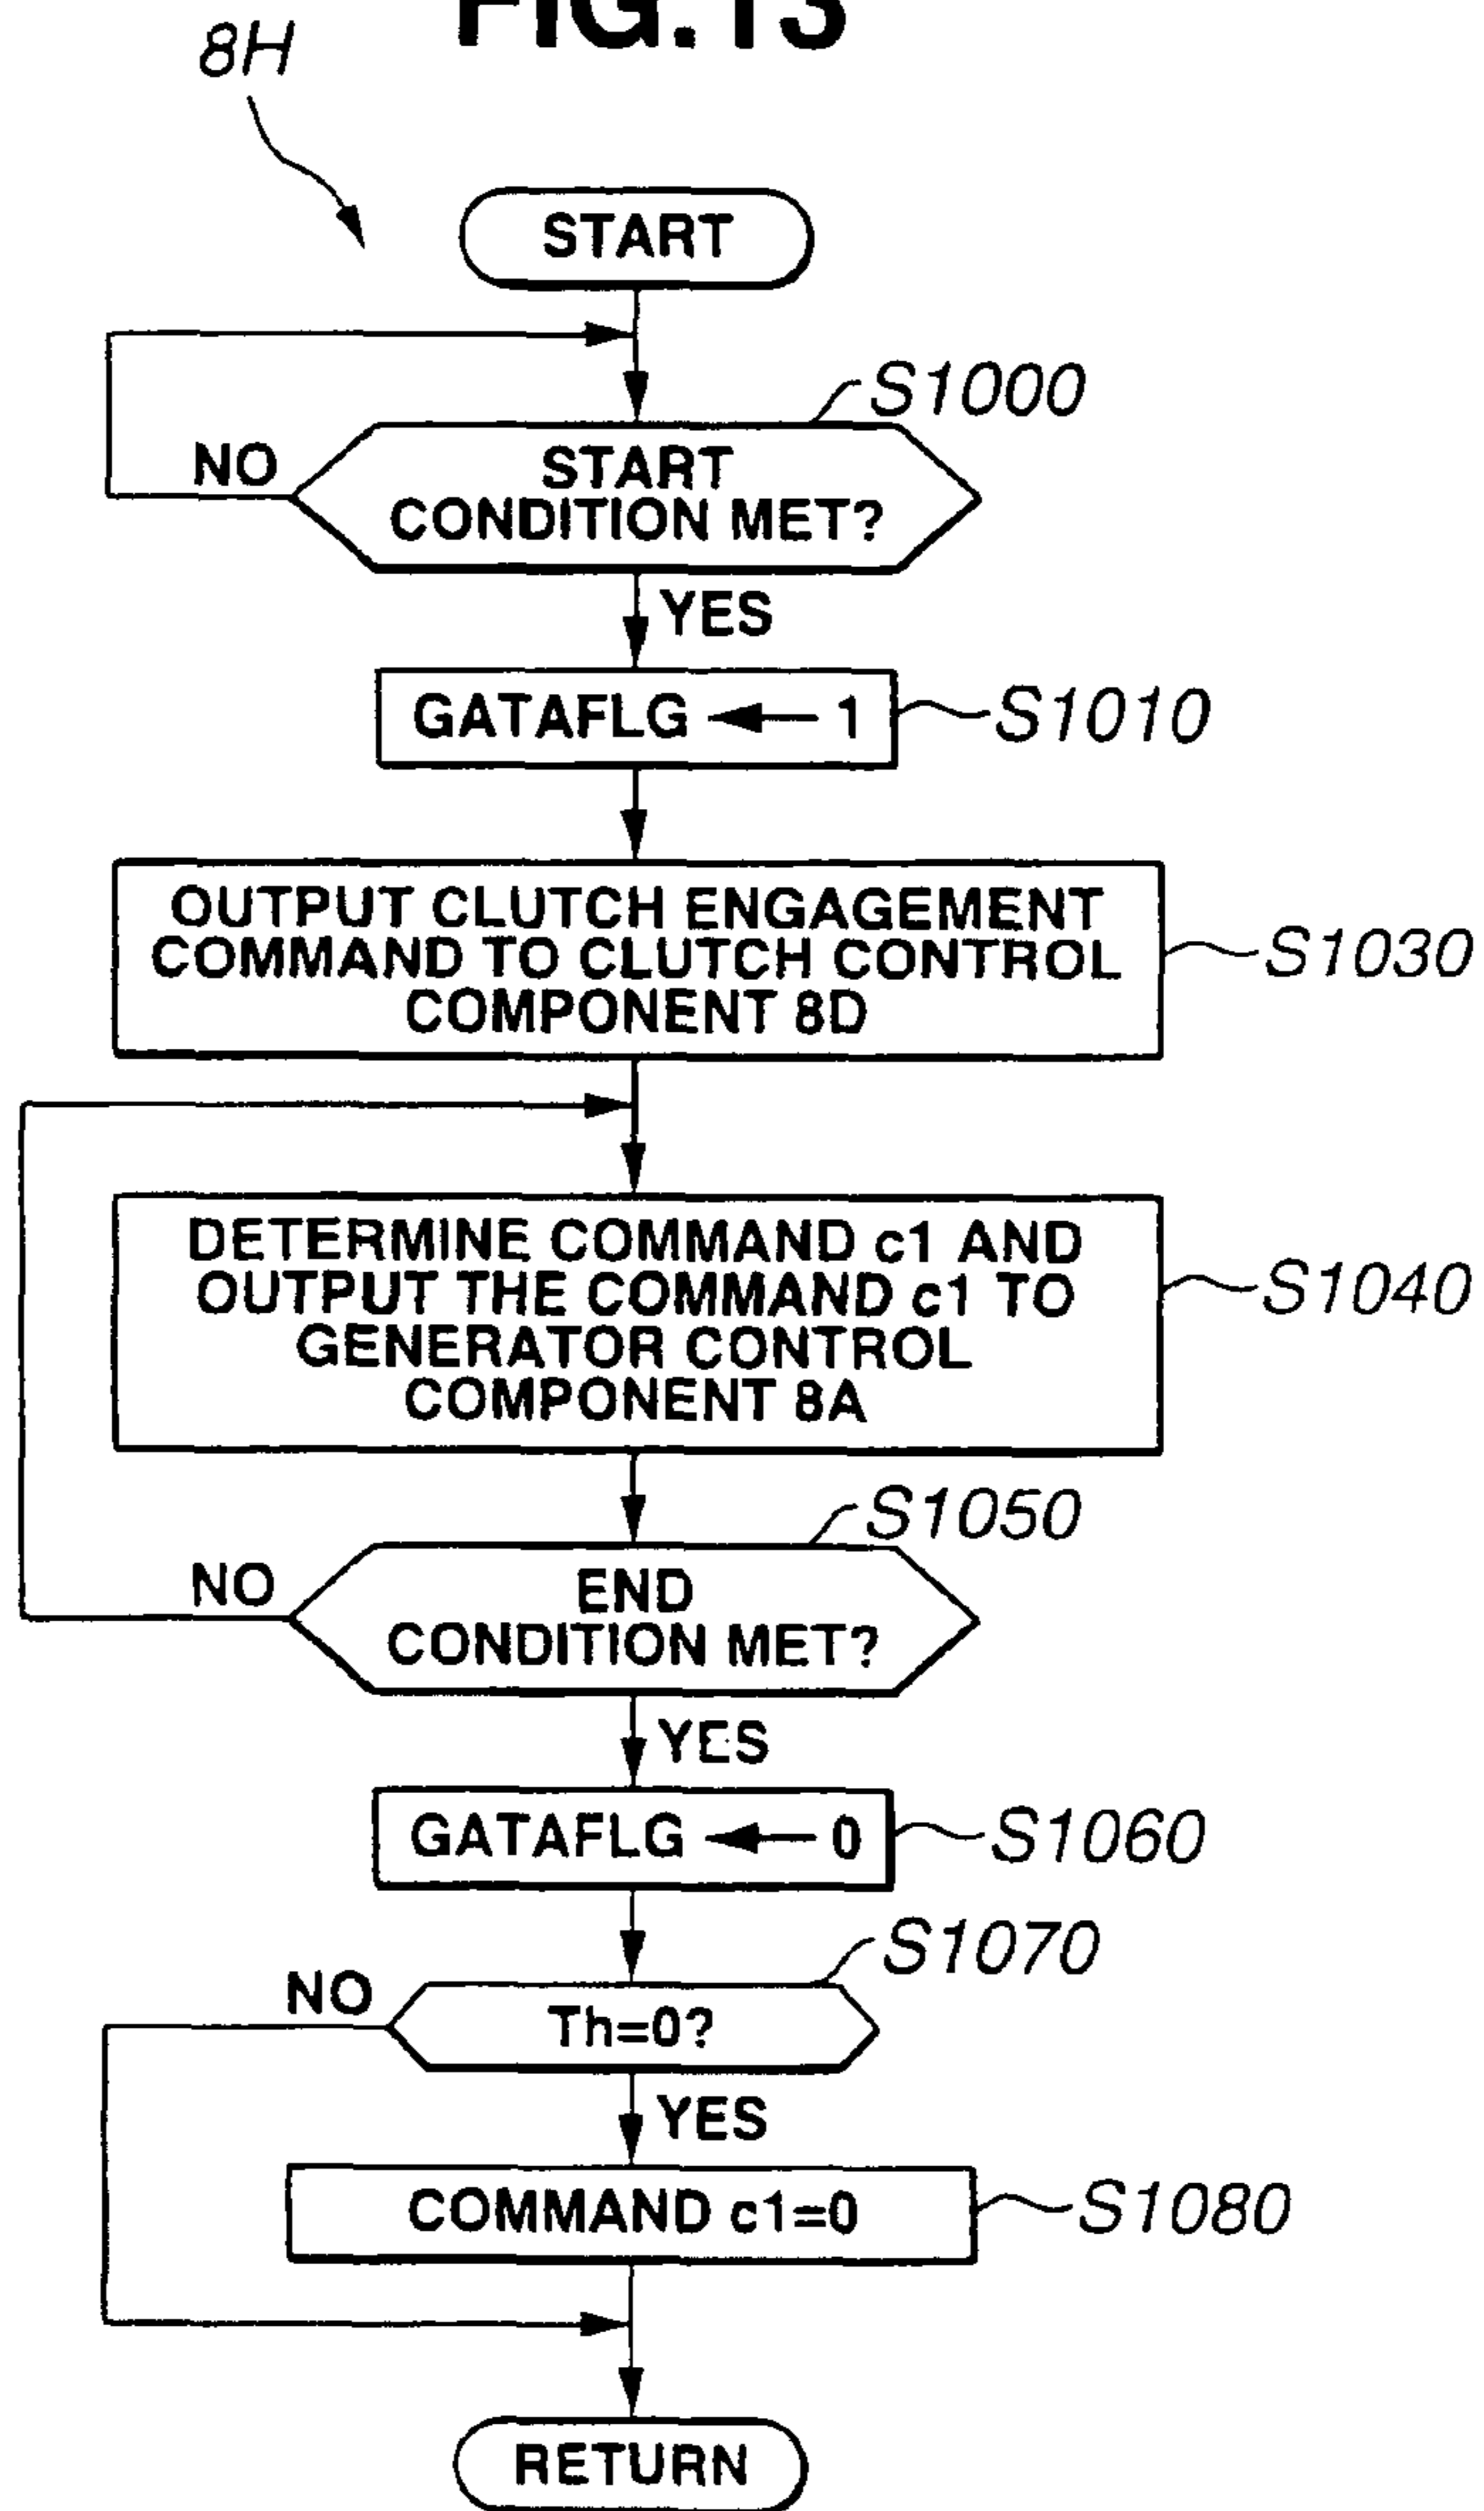 FIG.13
8H
START
S1000
NO
START
CONDITION MET?
YES
GATAFLG ← 1
S1010
OUTPUT CLUTCH ENGAGEMENT
COMMAND TO CLUTCH CONTROL
COMPONENT 8D
S1030
DETERMINE COMMAND c1 AND
OUTPUT THE COMMAND c1 TO
GENERATOR CONTROL
COMPONENT 8A
S1040
S1050
NO
END
CONDITION MET?
YES
GATAFLG ← 0
S1060
S1070
NO
Th=0?
YES
COMMAND c1=0
S1080
RETURN